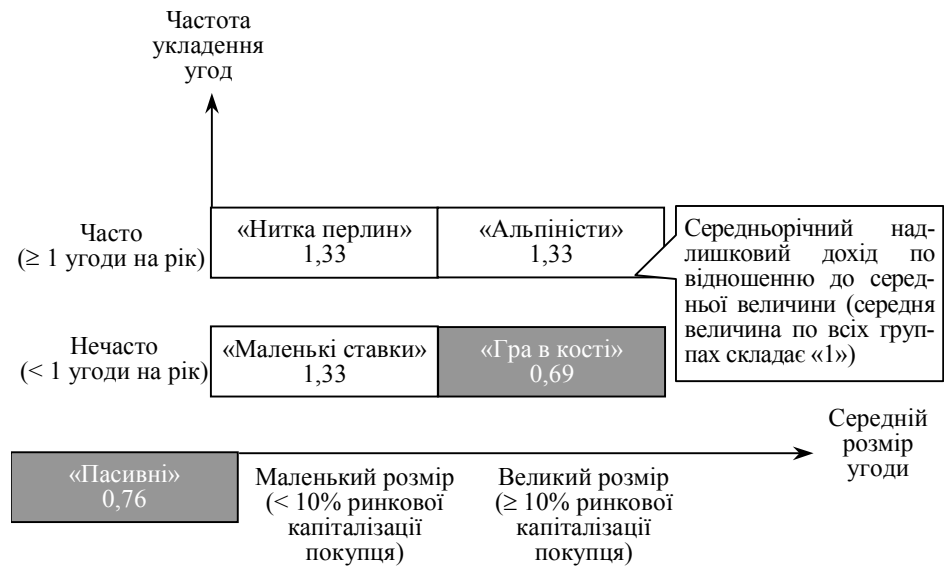 Частота
укладення
угод
Часто
(≥ 1 угоди на рік)
«Нитка перлин»
1,33
«Альпіністи»
1,33
Середньорічний над-
лишковий дохід по
відношенню до серед-
ньої величини (середня
величина по всіх груп-
пах складає «1»)
Нечасто
(< 1 угоди на рік)
«Маленькі ставки»
1,33
«Гра в кості»
0,69
Середній
розмір
угоди
«Пасивні»
0,76
Маленький розмір
(< 10% ринкової
капіталізації
покупця)
Великий розмір
(≥ 10% ринкової
капіталізації
покупця)